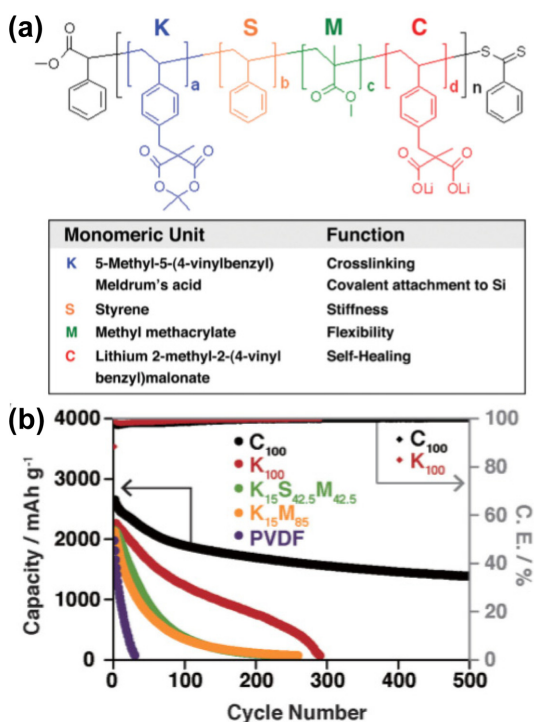 (a)
K S M C
O
O
a b c d n
S S
O O
O O
O O
O O
OLi OLi
Monomeric Unit Function
K 5-Methyl-5-(4-vinylbenzyl) Crosslinking
Meldrum's acid Covalent attachment to Si
S Styrene Stiffness
M Methyl methacrylate Flexibility
C Lithium 2-methyl-2-(4-vinyl Self-Healing
benzyl)malonate
(b)
4000 100
C100 C100
K100 K100
3000 80
K15S42.5M42.5
K15M85
PVDF
60
2000
40
1000
20
0 0
0 100 200 300 400 500
Capacity / mAh g-1
C. E. / %
Cycle Number